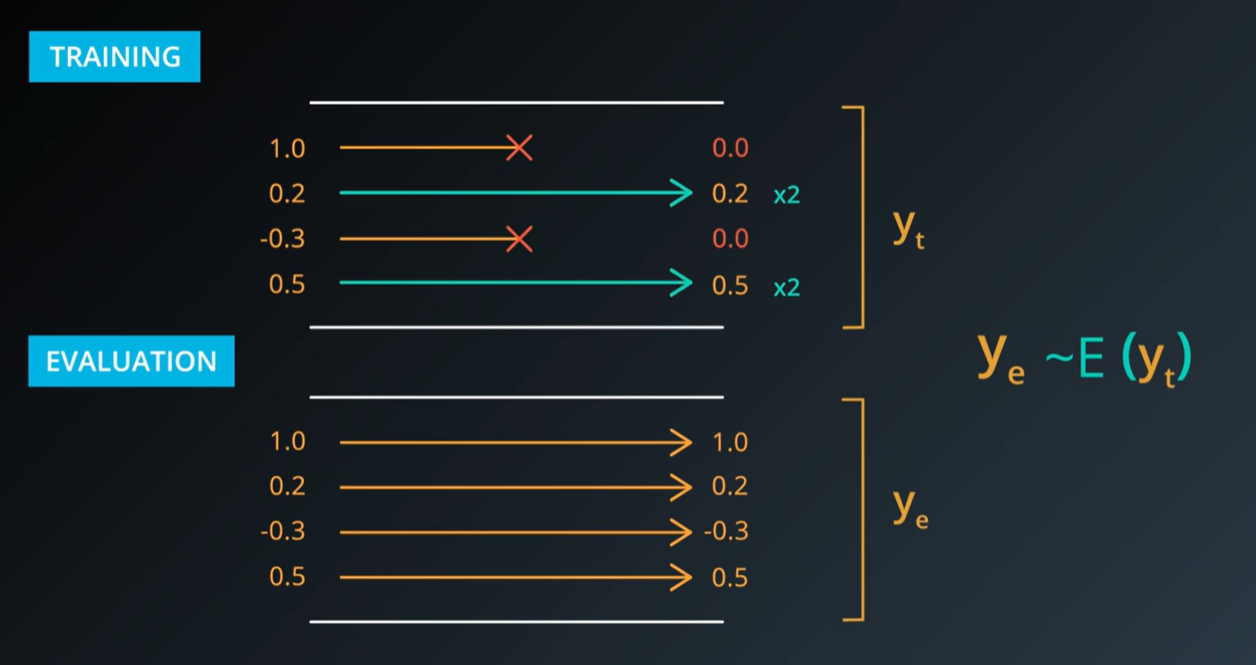 TRAINING
1.0 0.0
0.2 0.2 x2
-0.3 0.0
0.5 0.5 x2
yt
EVALUATION
ye ~E (yt)
1.0 1.0
0.2 0.2
-0.3 -0.3
0.5 0.5
ye